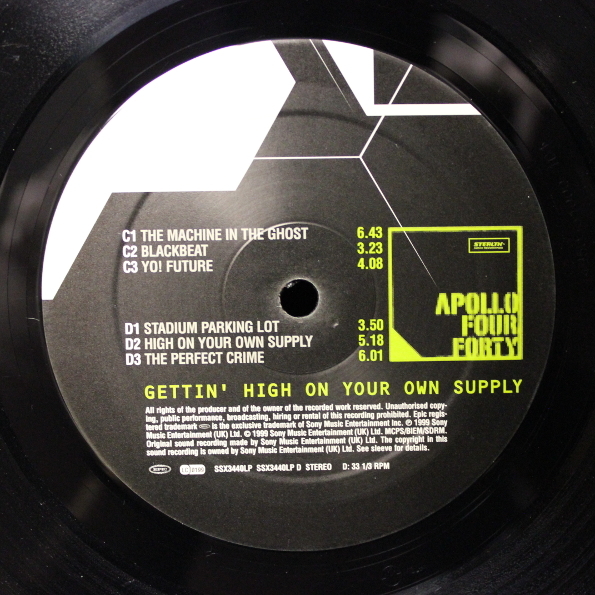 C1 THE MACHINE IN THE GHOST 6.43
C2 BLACKBEAT 3.23
C3 YO! FUTURE 4.08
STEALTH
APOLLO
FOUR
FORTY
D1 STADIUM PARKING LOT 3.50
D2 HIGH ON YOUR OWN SUPPLY 5.18
D3 THE PERFECT CRIME 6.01
GETTIN' HIGH ON YOUR OWN SUPPLY
All rights of the producer and of the owner of the recorded work reserved. Unauthorised copy-
ing, public performance, broadcasting, hiring or rental of this recording prohibited. Epic regis-
tered trademark is the exclusive trademark of Sony Music Entertainment Inc. ℗ 1999 Sony
Music Entertainment (UK) Ltd. © 1999 Sony Music Entertainment (UK) Ltd. MCPS/BIEM/SDRM.
Original sound recording made by Sony Music Entertainment (UK) Ltd. The copyright in this
sound recording is owned by Sony Music Entertainment (UK) Ltd. See sleeve for details.
epic SSX3440LP SSX3440LP D STEREO D: 33 1/3 RPM